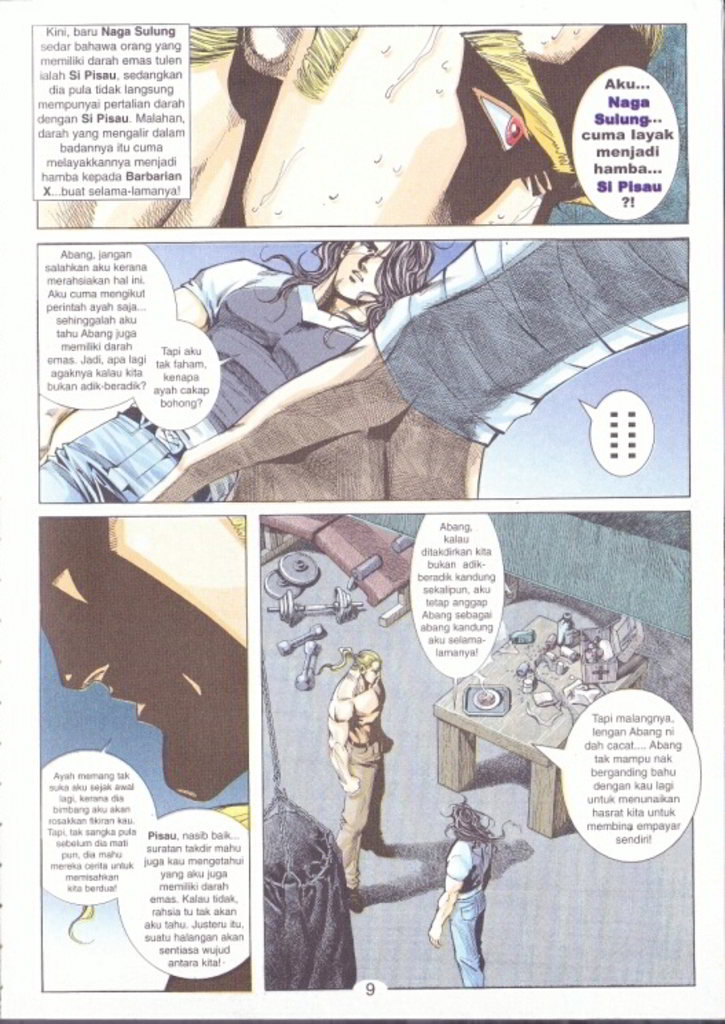 Kini, baru Naga Sulung
sedar bahawa orang yang
memiliki darah emas tulen
ialah Si Pisau, sedangkan
dia pula tidak langsung
mempunyai pertalian darah
dengan Si Pisau. Malahan,
darah yang mengalir dalam
badannya itu cuma
melayakkannya menjadi
hamba kepada Barbarian
X...buat selama-lamanya!
Aku...
Naga
Sulung...
cuma layak
menjadi
hamba...
Si Pisau
?!
Abang, jangan
salahkan aku kerana
merahsiakan hal ini.
Aku cuma mengikut
perintah ayah saja...
sehinggalah aku
tahu Abang juga
memiliki darah
emas. Jadi, apa lagi
agaknya kalau kita
bukan adik-beradik?
Tapi aku
tak faham,
kenapa
ayah cakap
bohong?
Abang,
kalau
ditakdirkan kita
bukan adik-
beradik kandung
sekalipun, aku
tetap anggap
Abang sebagai
abang kandung
aku selama-
lamanya!
Tapi malangnya,
lengan Abang ni
dah cacat.... Abang
tak mampu nak
berganding bahu
dengan kau lagi
untuk menunaikan
hasrat kita untuk
membina empayar
sendiri!
Ayah memang tak
suka aku sejak awal
lagi, kerana dia
bimbang aku akan
rosakkan fikiran kau.
Tapi, tak sangka pula
sebelum dia mati
pun, dia mahu
mereka cerita untuk
memisahkan
kita berdua!
Pisau, nasib baik...
suratan takdir mahu
juga kau mengetahui
yang aku juga
memiliki darah
emas. Kalau tidak,
rahsia tu tak akan
aku tahu. Justeru itu,
suatu halangan akan
sentiasa wujud
antara kita!
9